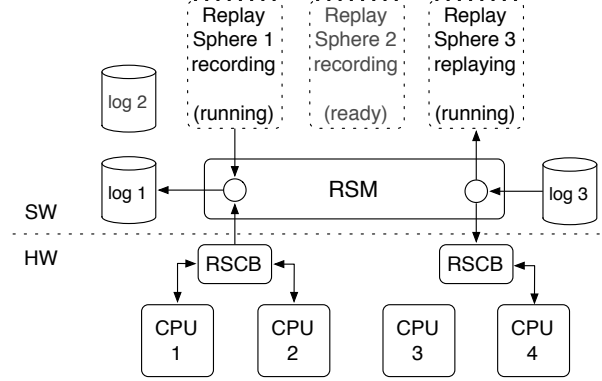 Replay
Sphere 1
recording
(running)
Replay
Sphere 2
recording
(ready)
Replay
Sphere 3
replaying
(running)
log 2
log 1
RSM
log 3
SW
HW
RSCB
RSCB
CPU
1
CPU
2
CPU
3
CPU
4